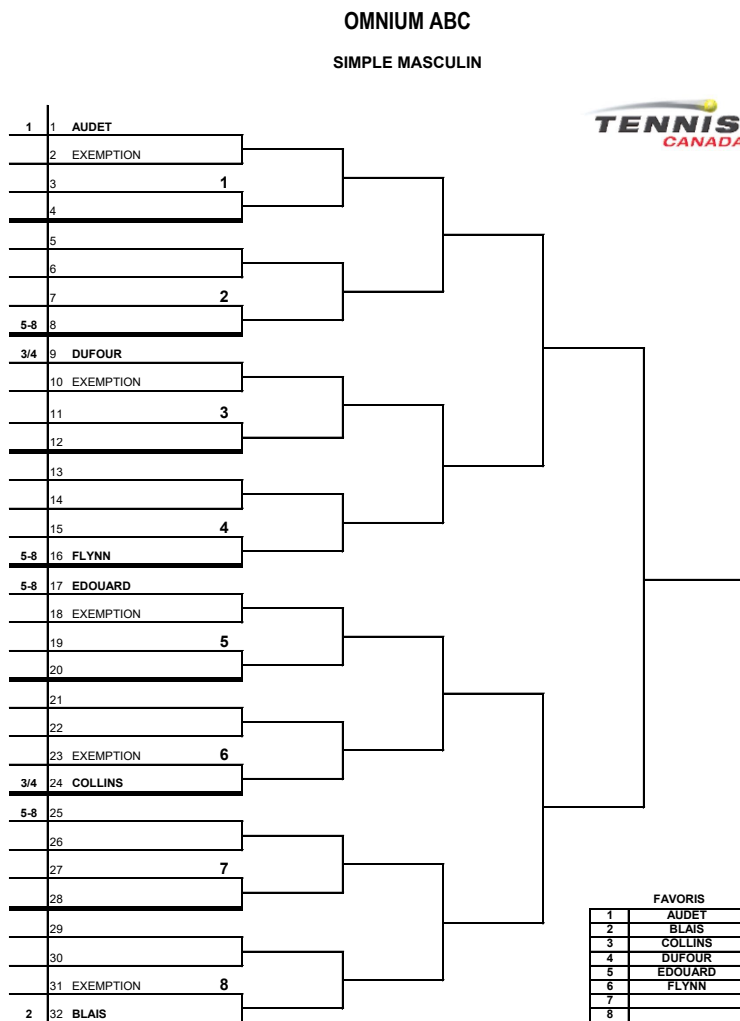 OMNIUM ABC
SIMPLE MASCULIN
TENNIS
CANADA
1 1 AUDET
2 EXEMPTION
3 1
4
5
6
7 2
5-8 8
3/4 9 DUFOUR
10 EXEMPTION
11 3
12
13
14
15 4
5-8 16 FLYNN
5-8 17 EDOUARD
18 EXEMPTION
19 5
20
21
22
23 EXEMPTION 6
3/4 24 COLLINS
5-8 25
26
27 7
28
29
30
31 EXEMPTION 8
2 32 BLAIS
FAVORIS
1 AUDET
2 BLAIS
3 COLLINS
4 DUFOUR
5 EDOUARD
6 FLYNN
7
8